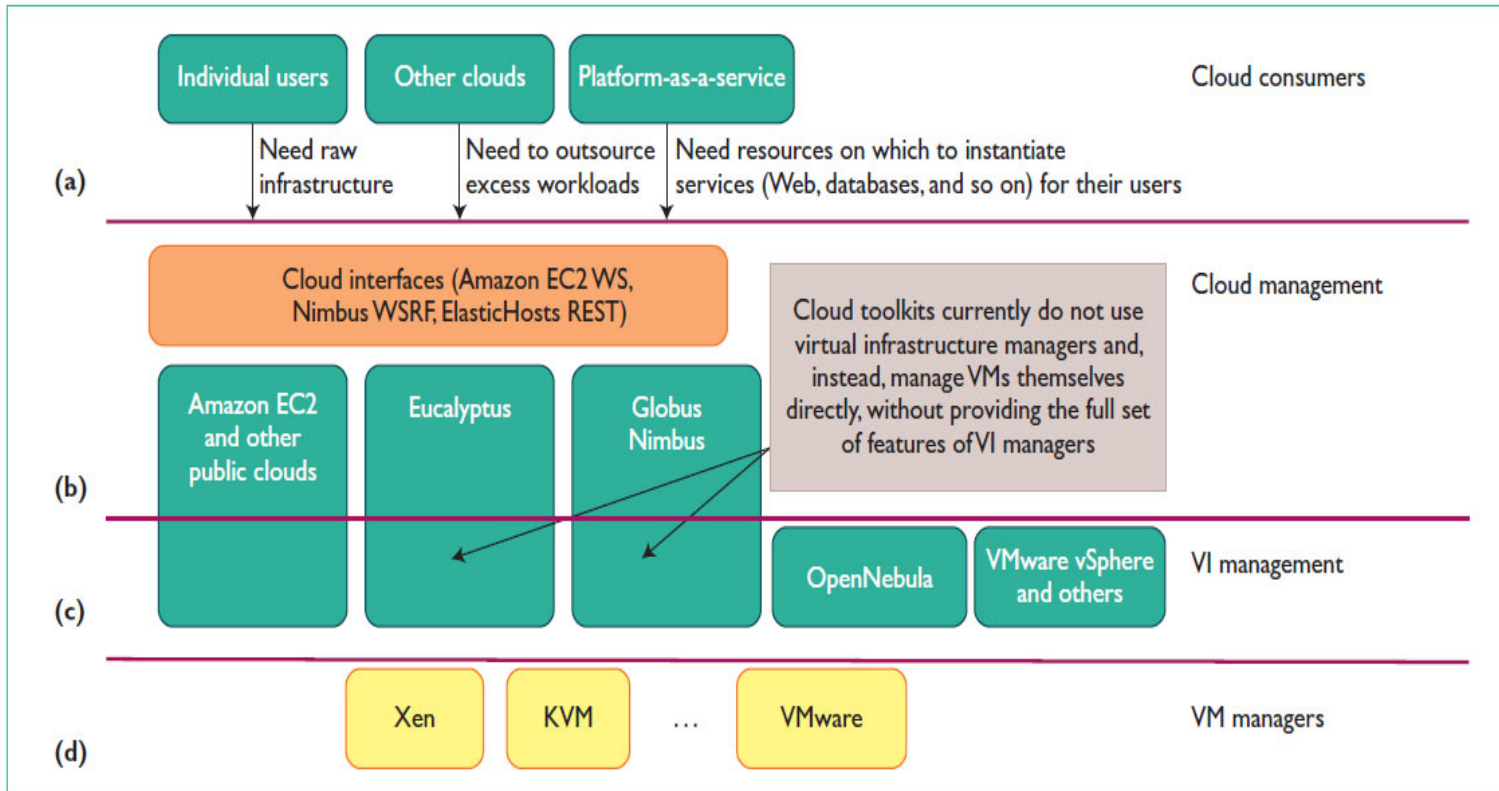 Individual users
Other clouds
Platform-as-a-service
Cloud consumers
Need raw
infrastructure
Need to outsource
excess workloads
Need resources on which to instantiate
services (Web, databases, and so on) for their users
(a)
Cloud interfaces (Amazon EC2 WS,
Nimbus WSRF, ElasticHosts REST)
Cloud management
Cloud toolkits currently do not use
virtual infrastructure managers and,
instead, manage VMs themselves
directly, without providing the full set
of features of VI managers
Amazon EC2
and other
public clouds
Eucalyptus
Globus
Nimbus
(b)
OpenNebula
VMware vSphere
and others
VI management
(c)
Xen
KVM
...
VMware
VM managers
(d)